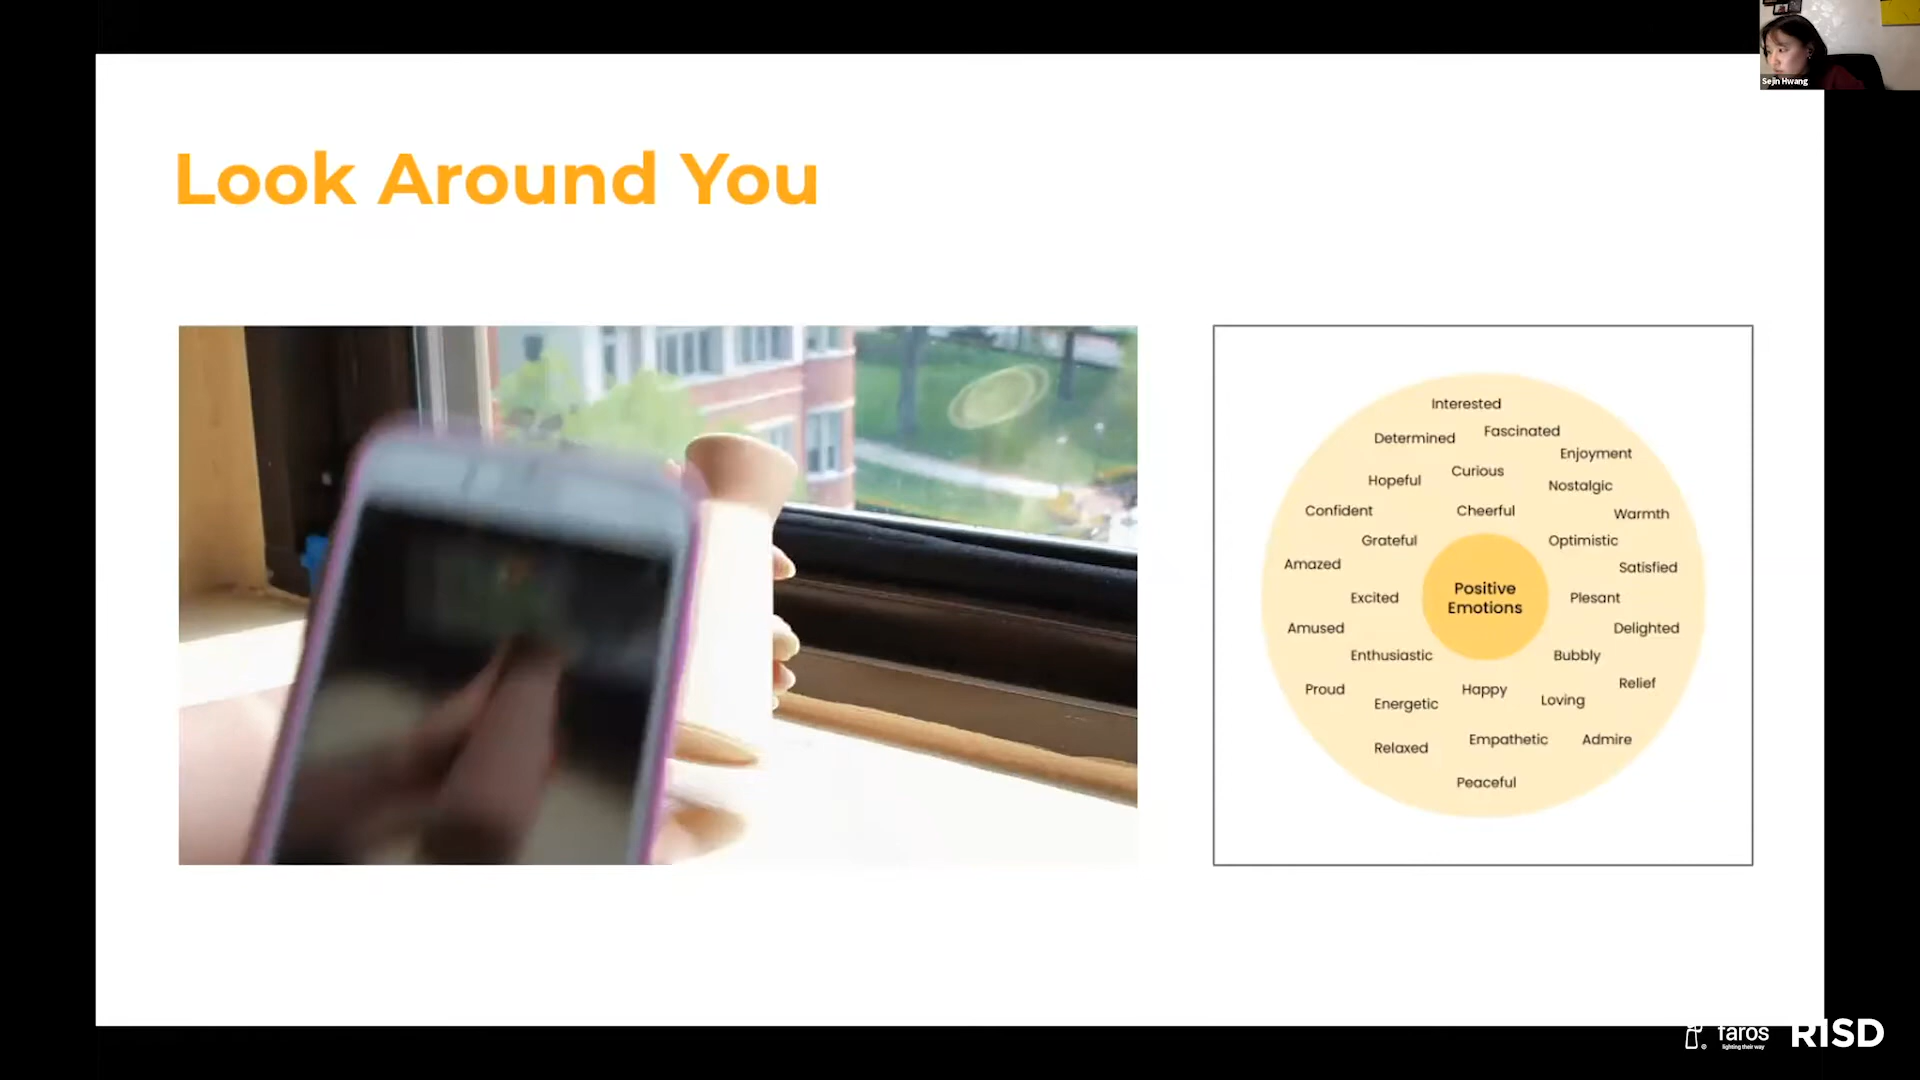 Sejin Hwang
Look Around You
Interested
Fascinated
Determined
Enjoyment
Curious
Hopeful
Nostalgic
Confident
Cheerful
Warmth
Grateful
Optimistic
Amazed
Satisfied
Positive
Emotions
Excited
Plesant
Amused
Delighted
Enthusiastic
Bubbly
Proud
Happy
Relief
Energetic
Loving
Relaxed
Empathetic
Admire
Peaceful
faros
lighting their way
RISD